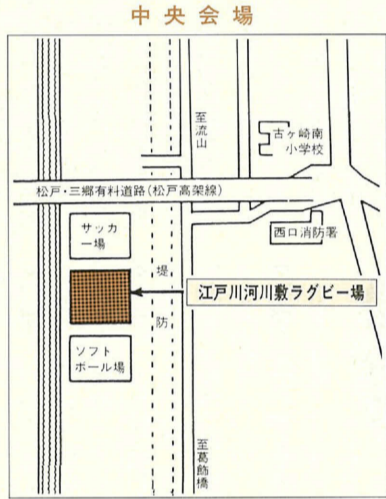 中央会場
至流山
古ヶ崎南
小学校
松戸・三郷有料道路(松戸高架線)
サッカ
ー場
西口消防署
堤防
江戸川河川敷ラグビー場
ソフト
ボール場
至葛飾橋